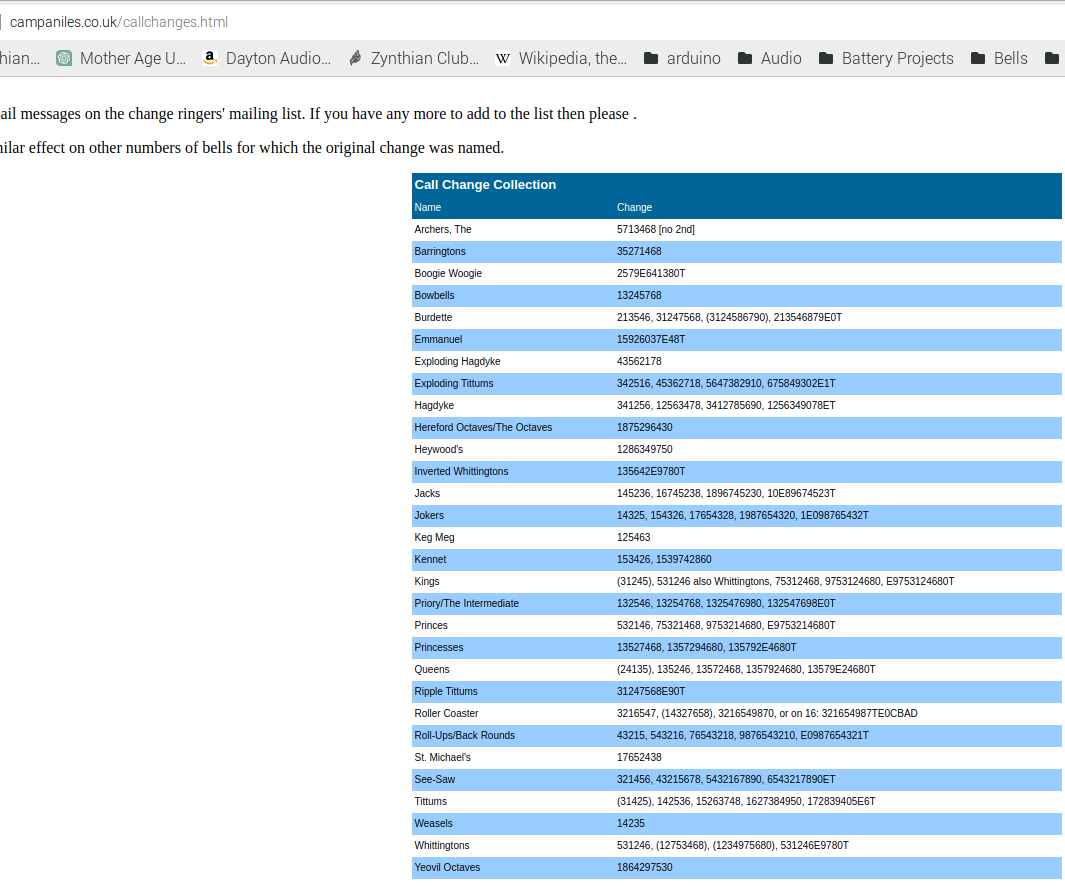 campaniles.co.uk/callchanges.html
hian... Mother Age U... Dayton Audio... Zynthian Club... Wikipedia, the... arduino Audio Battery Projects Bells
ail messages on the change ringers' mailing list. If you have any more to add to the list then please .
nilar effect on other numbers of bells for which the original change was named.
Call Change Collection
Name Change
Archers, The 5713468 [no 2nd]
Barringtons 35271468
Boogie Woogie 2579E641380T
Bowbells 13245768
Burdette 213546, 31247568, (3124586790), 213546879E0T
Emmanuel 15926037E48T
Exploding Hagdyke 43562178
Exploding Tittums 342516, 45362718, 5647382910, 675849302E1T
Hagdyke 341256, 12563478, 3412785690, 1256349078ET
Hereford Octaves/The Octaves 1875296430
Heywood's 1286349750
Inverted Whittingtons 135642E9780T
Jacks 145236, 16745238, 1896745230, 10E89674523T
Jokers 14325, 154326, 17654328, 1987654320, 1E098765432T
Keg Meg 125463
Kennet 153426, 1539742860
Kings (31245), 531246 also Whittingtons, 75312468, 9753124680, E9753124680T
Priory/The Intermediate 132546, 13254768, 1325476980, 132547698E0T
Princes 532146, 75321468, 9753214680, E9753214680T
Princesses 13527468, 1357294680, 135792E4680T
Queens (24135), 135246, 13572468, 1357924680, 13579E24680T
Ripple Tittums 31247568E90T
Roller Coaster 3216547, (14327658), 3216549870, or on 16: 321654987TE0CBAD
Roll-Ups/Back Rounds 43215, 543216, 76543218, 9876543210, E0987654321T
St. Michael's 17652438
See-Saw 321456, 43215678, 5432167890, 6543217890ET
Tittums (31425), 142536, 15263748, 1627384950, 172839405E6T
Weasels 14235
Whittingtons 531246, (12753468), (1234975680), 531246E9780T
Yeovil Octaves 1864297530